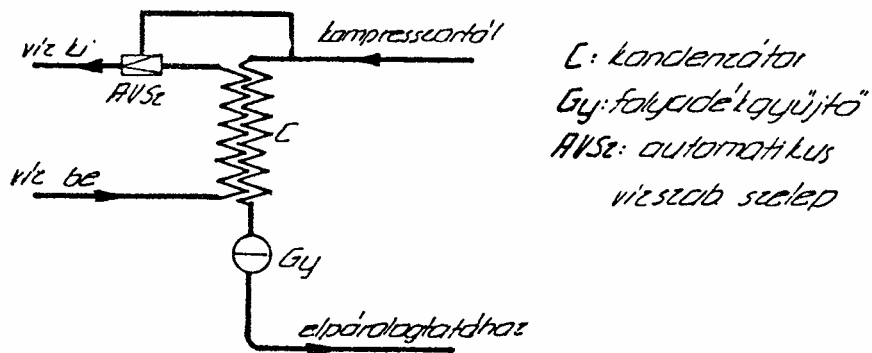 kompresszortól
víz ki
AVSz
C
víz be
Gy
elpárologtatóhoz
C: kondenzátor
Gy: folyadékgyűjtő
AVSz: automatikus
vízszab szelep